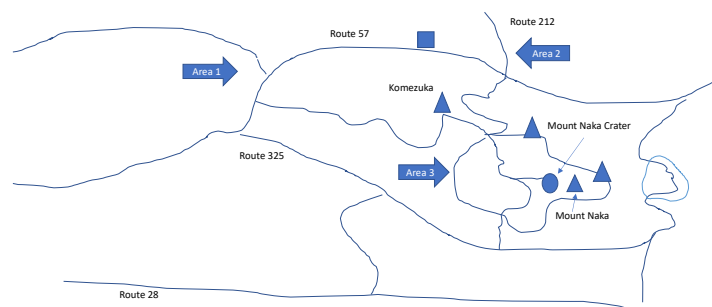 Route 212
Route 57
Area 2
Area 1
Komezuka
Mount Naka Crater
Route 325
Area 3
Mount Naka
Route 28